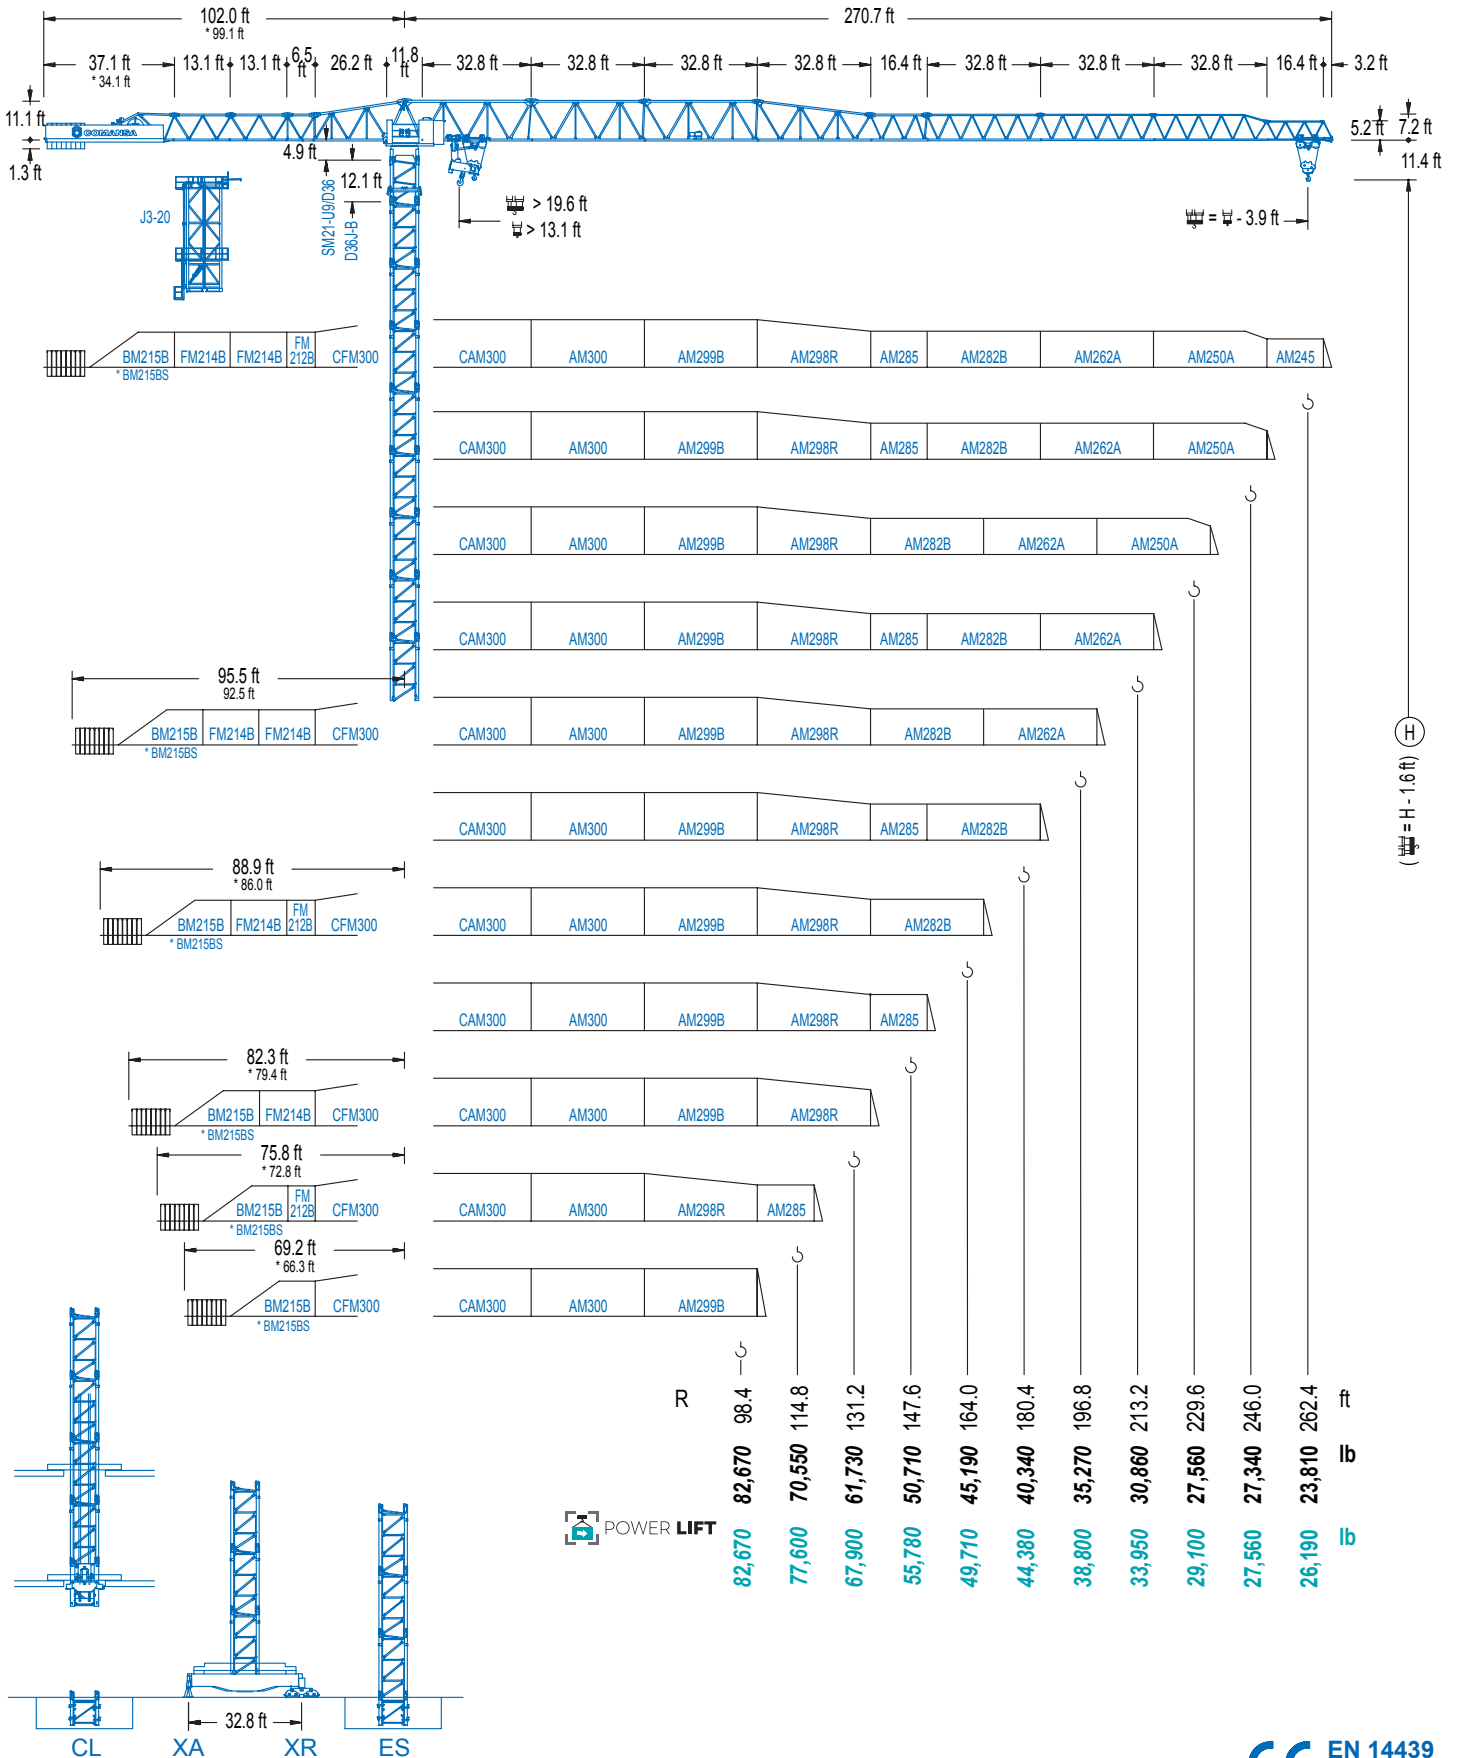 102.0 ft
* 99.1 ft
270.7 ft
37.1 ft
* 34.1 ft
13.1 ft
13.1 ft
6.5 ft
26.2 ft
11.8 ft
32.8 ft
32.8 ft
32.8 ft
32.8 ft
16.4 ft
32.8 ft
32.8 ft
32.8 ft
16.4 ft
3.2 ft
11.1 ft
1.3 ft
COMANSA
5.2 ft
7.2 ft
11.4 ft
4.9 ft
12.1 ft
SM21-U9/D36
D36J-B
J3-20
> 19.6 ft
> 13.1 ft
= - 3.9 ft
BM215B FM214B FM214B FM 212B CFM300
* BM215BS
CAM300 AM300 AM299B AM298R AM285 AM282B AM262A AM250A AM245
CAM300 AM300 AM299B AM298R AM285 AM282B AM262A AM250A
CAM300 AM300 AM299B AM298R AM282B AM262A AM250A
CAM300 AM300 AM299B AM298R AM285 AM282B AM262A
95.5 ft
92.5 ft
BM215B FM214B FM214B CFM300
* BM215BS
CAM300 AM300 AM299B AM298R AM282B AM262A
H
( = H - 1.6 ft)
CAM300 AM300 AM299B AM298R AM285 AM282B
88.9 ft
* 86.0 ft
BM215B FM214B FM 212B CFM300
* BM215BS
CAM300 AM300 AM299B AM298R AM282B
CAM300 AM300 AM299B AM298R AM285
82.3 ft
* 79.4 ft
BM215B FM214B CFM300
* BM215BS
CAM300 AM300 AM299B AM298R
75.8 ft
* 72.8 ft
BM215B FM 212B CFM300
* BM215BS
CAM300 AM300 AM298R AM285
69.2 ft
* 66.3 ft
BM215B CFM300
* BM215BS
CAM300 AM300 AM299B
R 98.4 114.8 131.2 147.6 164.0 180.4 196.8 213.2 229.6 246.0 262.4 ft
82,670 70,550 61,730 50,710 45,190 40,340 35,270 30,860 27,560 27,340 23,810 lb
POWER LIFT 82,670 77,600 67,900 55,780 49,710 44,380 38,800 33,950 29,100 27,560 26,190 lb
32.8 ft
CL XA XR ES
CE EN 14439